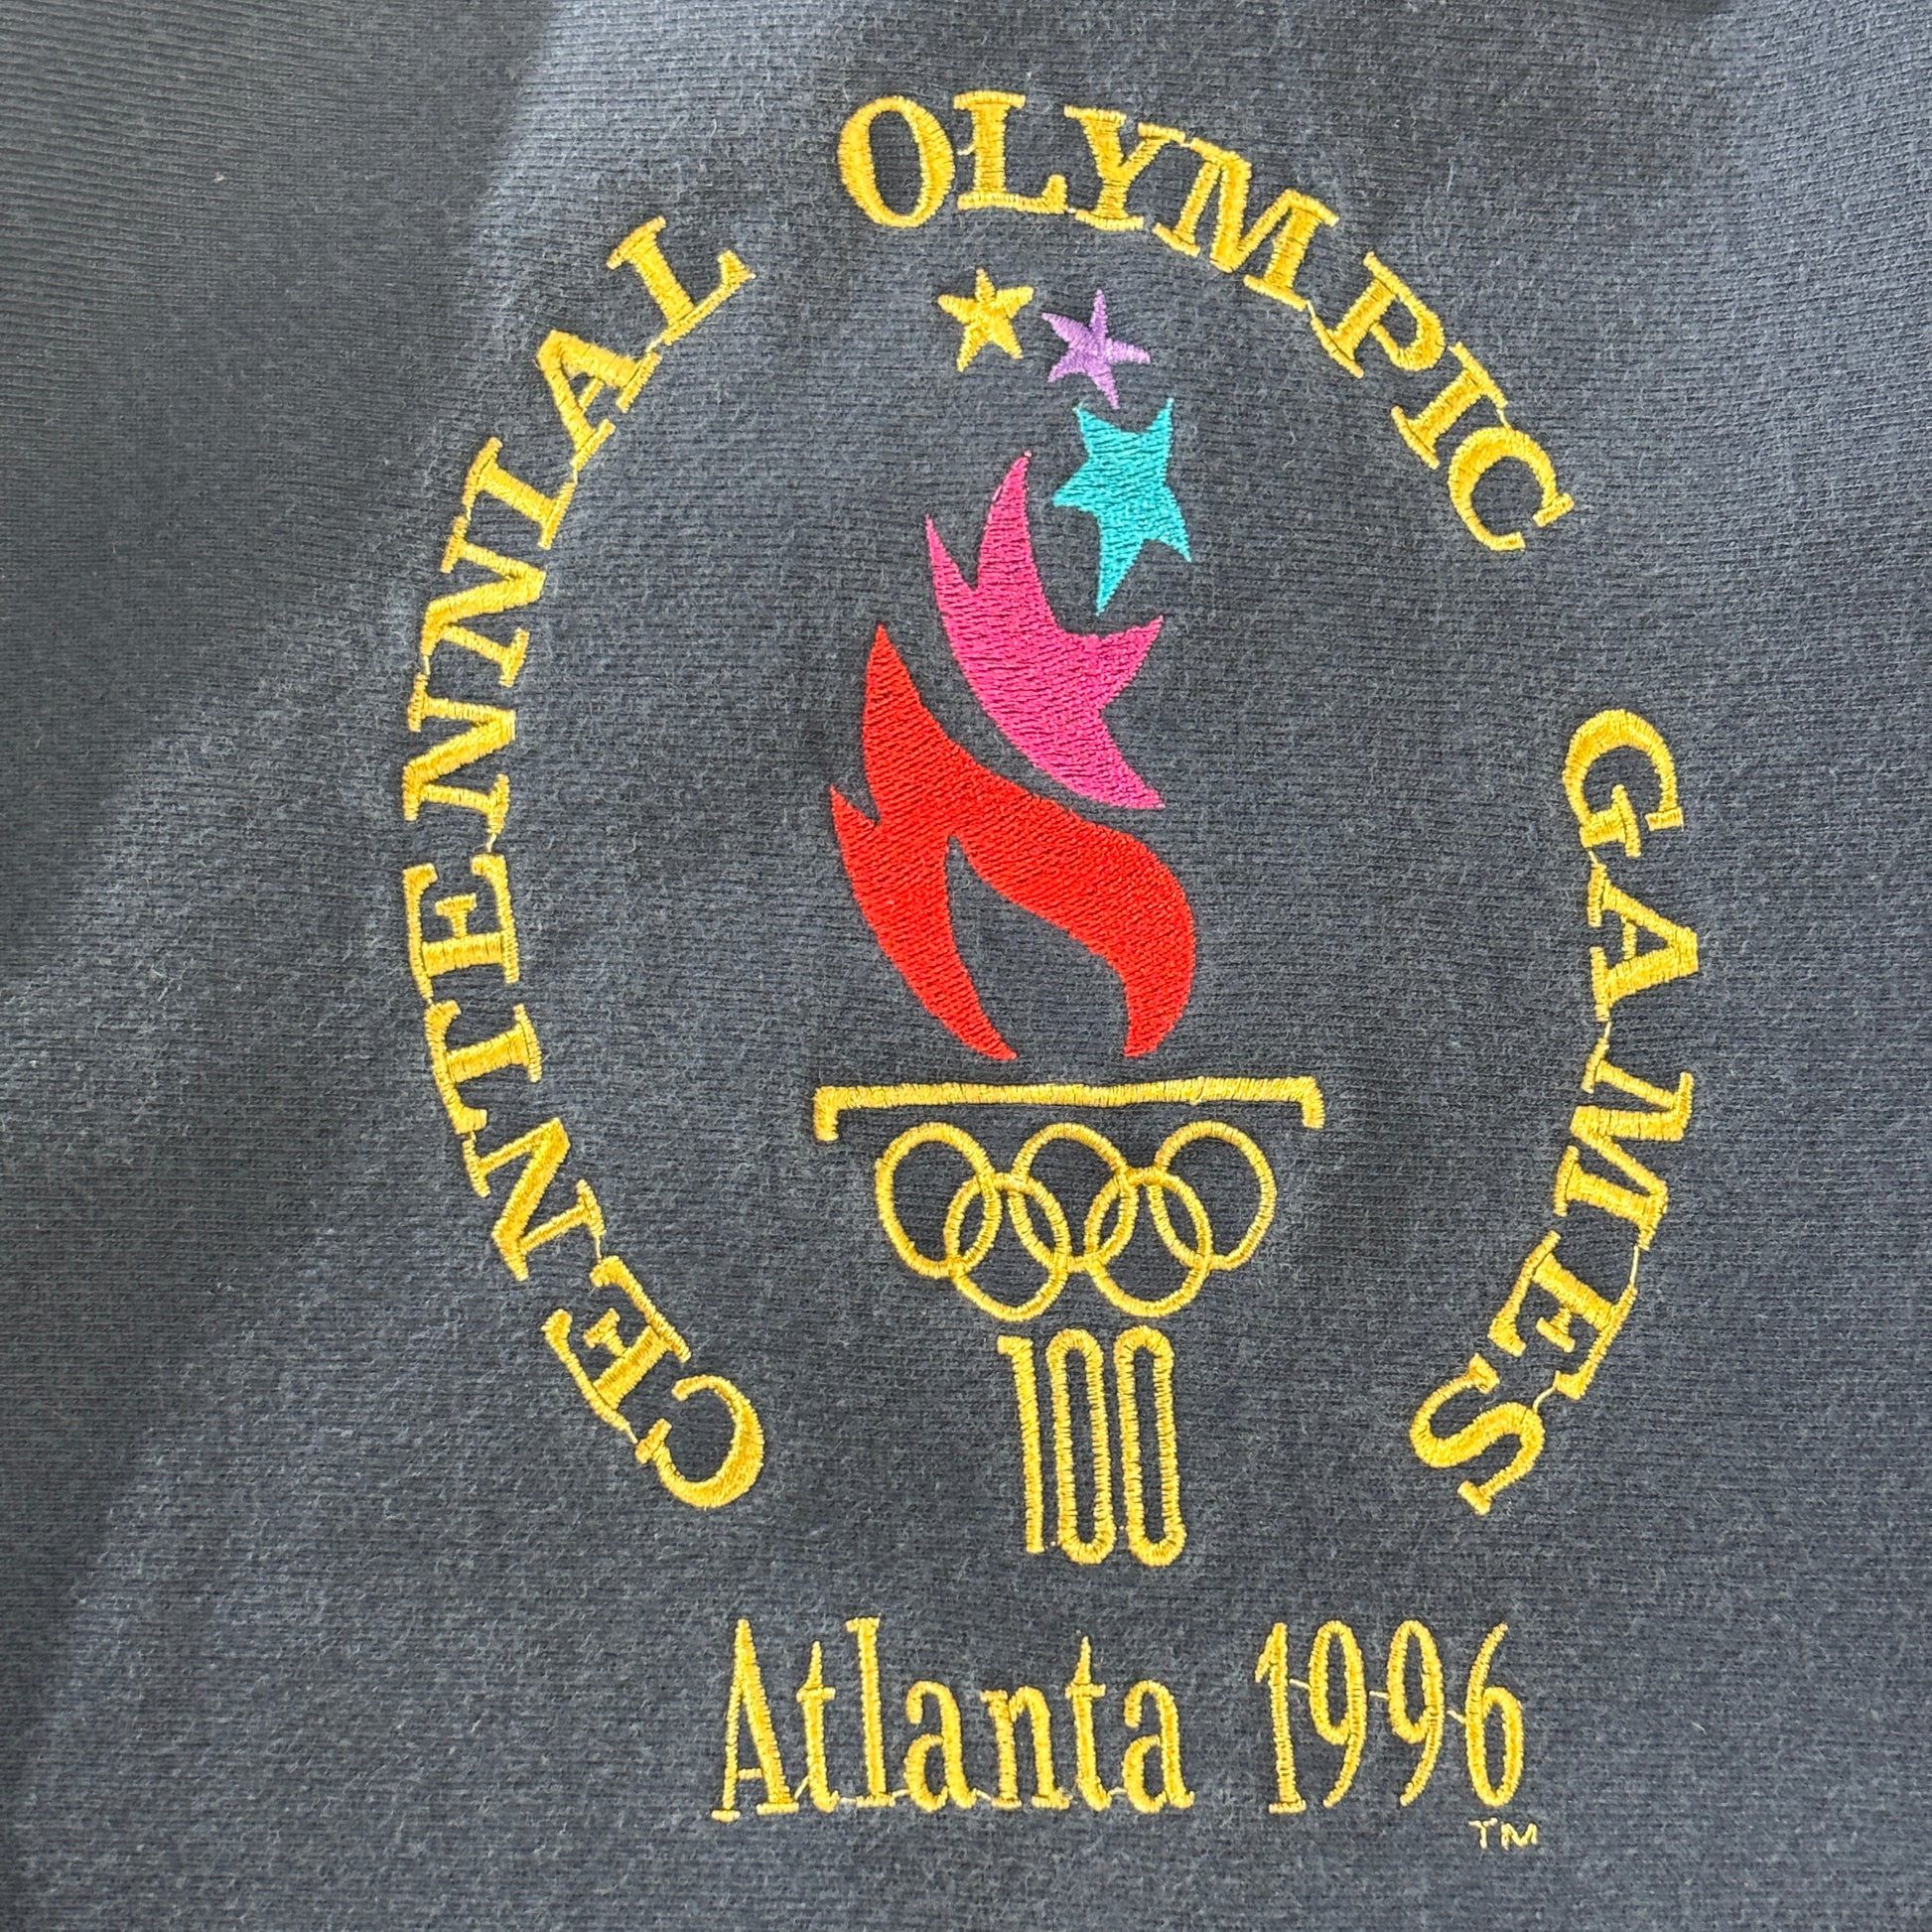 CENTENNIAL OLYMPIC GAMES
100
Atlanta 1996
TM